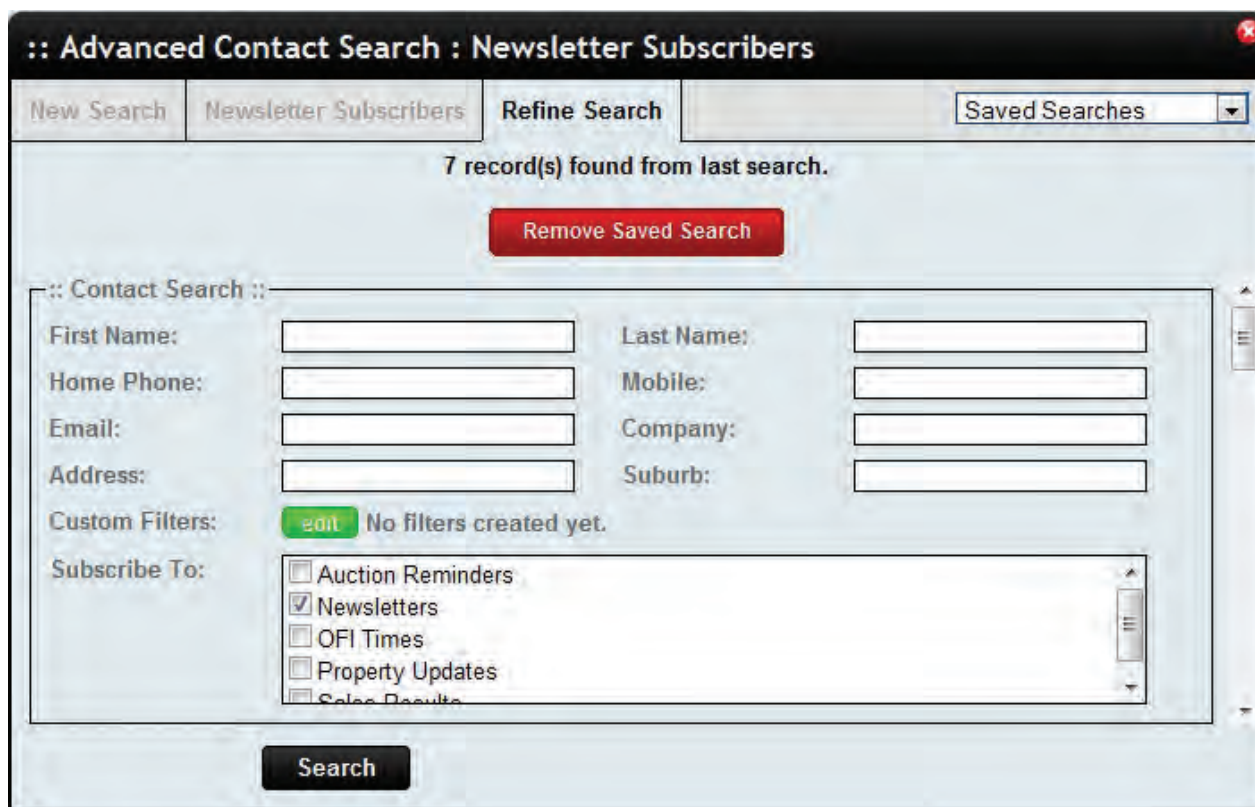 :: Advanced Contact Search : Newsletter Subscribers
New Search Newsletter Subscribers Refine Search Saved Searches
7 record(s) found from last search.
Remove Saved Search
:: Contact Search ::
First Name: Last Name:
Home Phone: Mobile:
Email: Company:
Address: Suburb:
Custom Filters: edit No filters created yet.
Subscribe To: Auction Reminders
Newsletters
OFI Times
Property Updates
Sales Results
Search